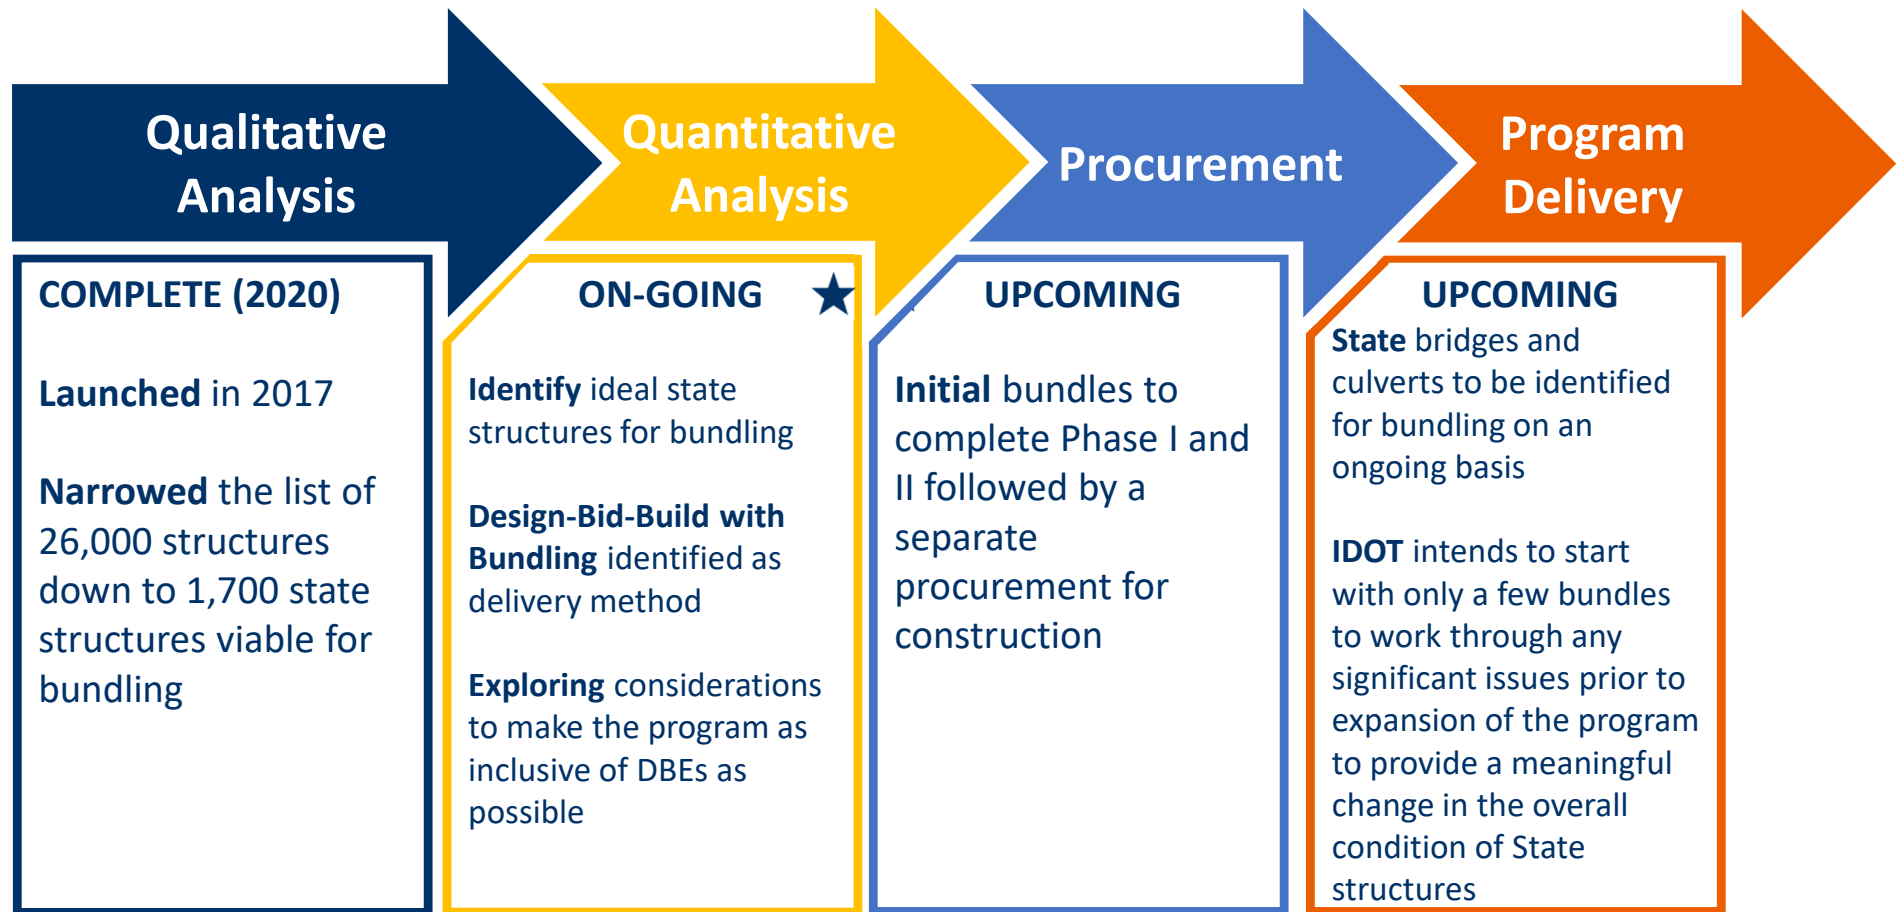 Qualitative
Analysis
COMPLETE (2020)
Launched in 2017
Narrowed the list of
26,000 structures
down to 1,700 state
structures viable for
bundling
Quantitative
Analysis
ON-GOING
Identify ideal state
structures for bundling
Design-Bid-Build with
Bundling identified as
delivery method
Exploring considerations
to make the program as
inclusive of DBEs as
possible
Procurement
UPCOMING
Initial bundles to
complete Phase I and
II followed by a
separate
procurement for
construction
Program
Delivery
UPCOMING
State bridges and
culverts to be identified
for bundling on an
ongoing basis
IDOT intends to start
with only a few bundles
to work through any
significant issues prior to
expansion of the program
to provide a meaningful
change in the overall
condition of State
structures